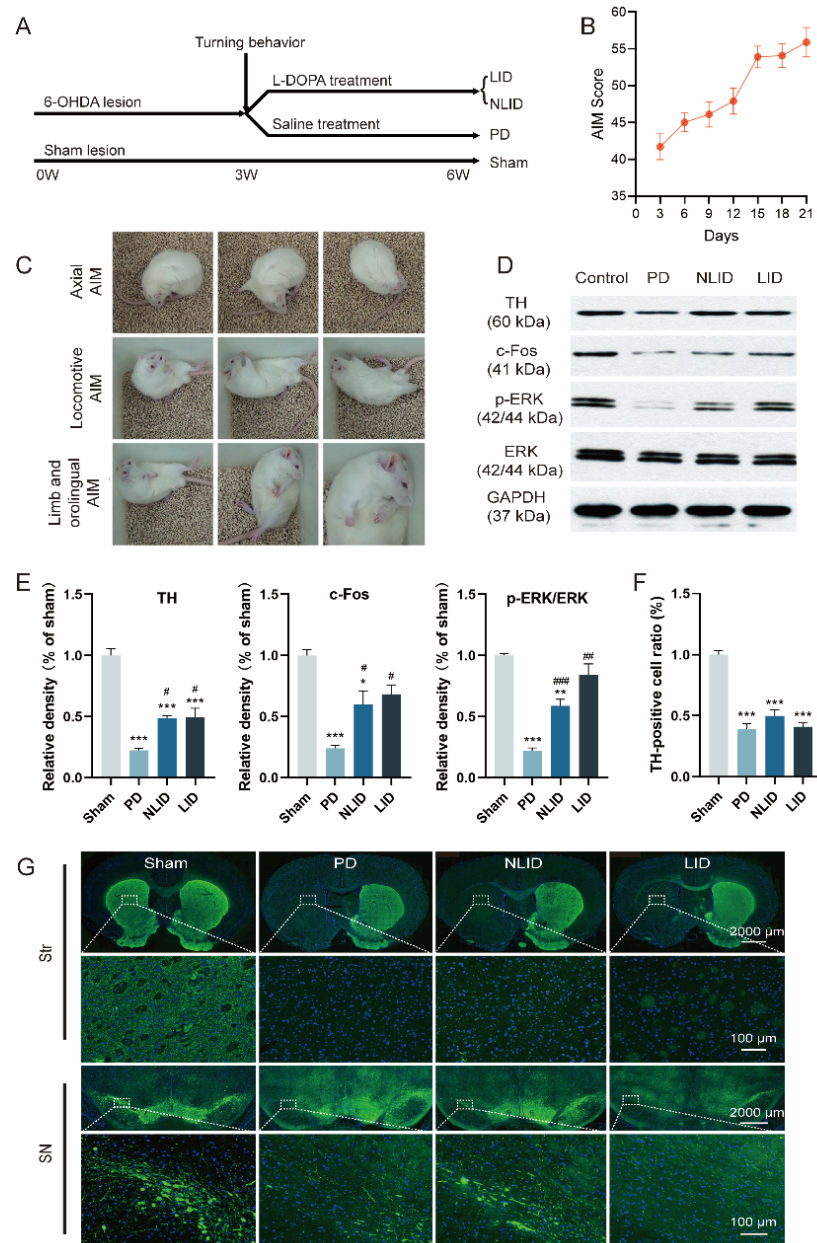 A
Turning behavior
L-DOPA treatment
LID
NLID
6-OHDA lesion
Saline treatment
PD
Sham lesion
Sham
0W
3W
6W
B
AIM Score
60
55
50
45
40
35
0
3
6
9
12
15
18
21
Days
C
Axial
AIM
Locomotive
AIM
Limb and
orolingual
AIM
D
Control
PD
NLID
LID
TH
(60 kDa)
c-Fos
(41 kDa)
p-ERK
(42/44 kDa)
ERK
(42/44 kDa)
GAPDH
(37 kDa)
E
Relative density (% of sham)
1.5
1.0
0.5
0.0
TH
***
#
***
#
***
Sham
PD
NLID
LID
Relative density (% of sham)
1.5
1.0
0.5
0.0
c-Fos
***
#
*
#
Sham
PD
NLID
LID
Relative density (% of sham)
1.5
1.0
0.5
0.0
p-ERK/ERK
***
###
**
##
Sham
PD
NLID
LID
F
TH-positive cell ratio (%)
1.5
1.0
0.5
0.0
***
***
***
Sham
PD
NLID
LID
G
Sham
PD
NLID
LID
Str
2000 µm
100 µm
SN
2000 µm
100 µm